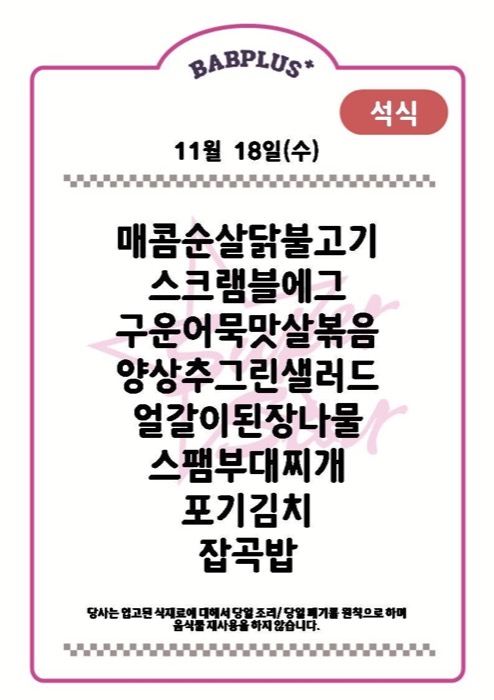 BABPLUS+
석식
11월 18일(수)
매콤순살닭불고기
스크램블에그
구운어묵맛살볶음
양상추그린샐러드
얼갈이된장나물
스팸부대찌개
포기김치
잡곡밥
Super
Star
당사는 입고된 식재료에 대해서 당일 조리/ 당일 폐기를 원칙으로 하며
음식물 재사용을 하지 않습니다.